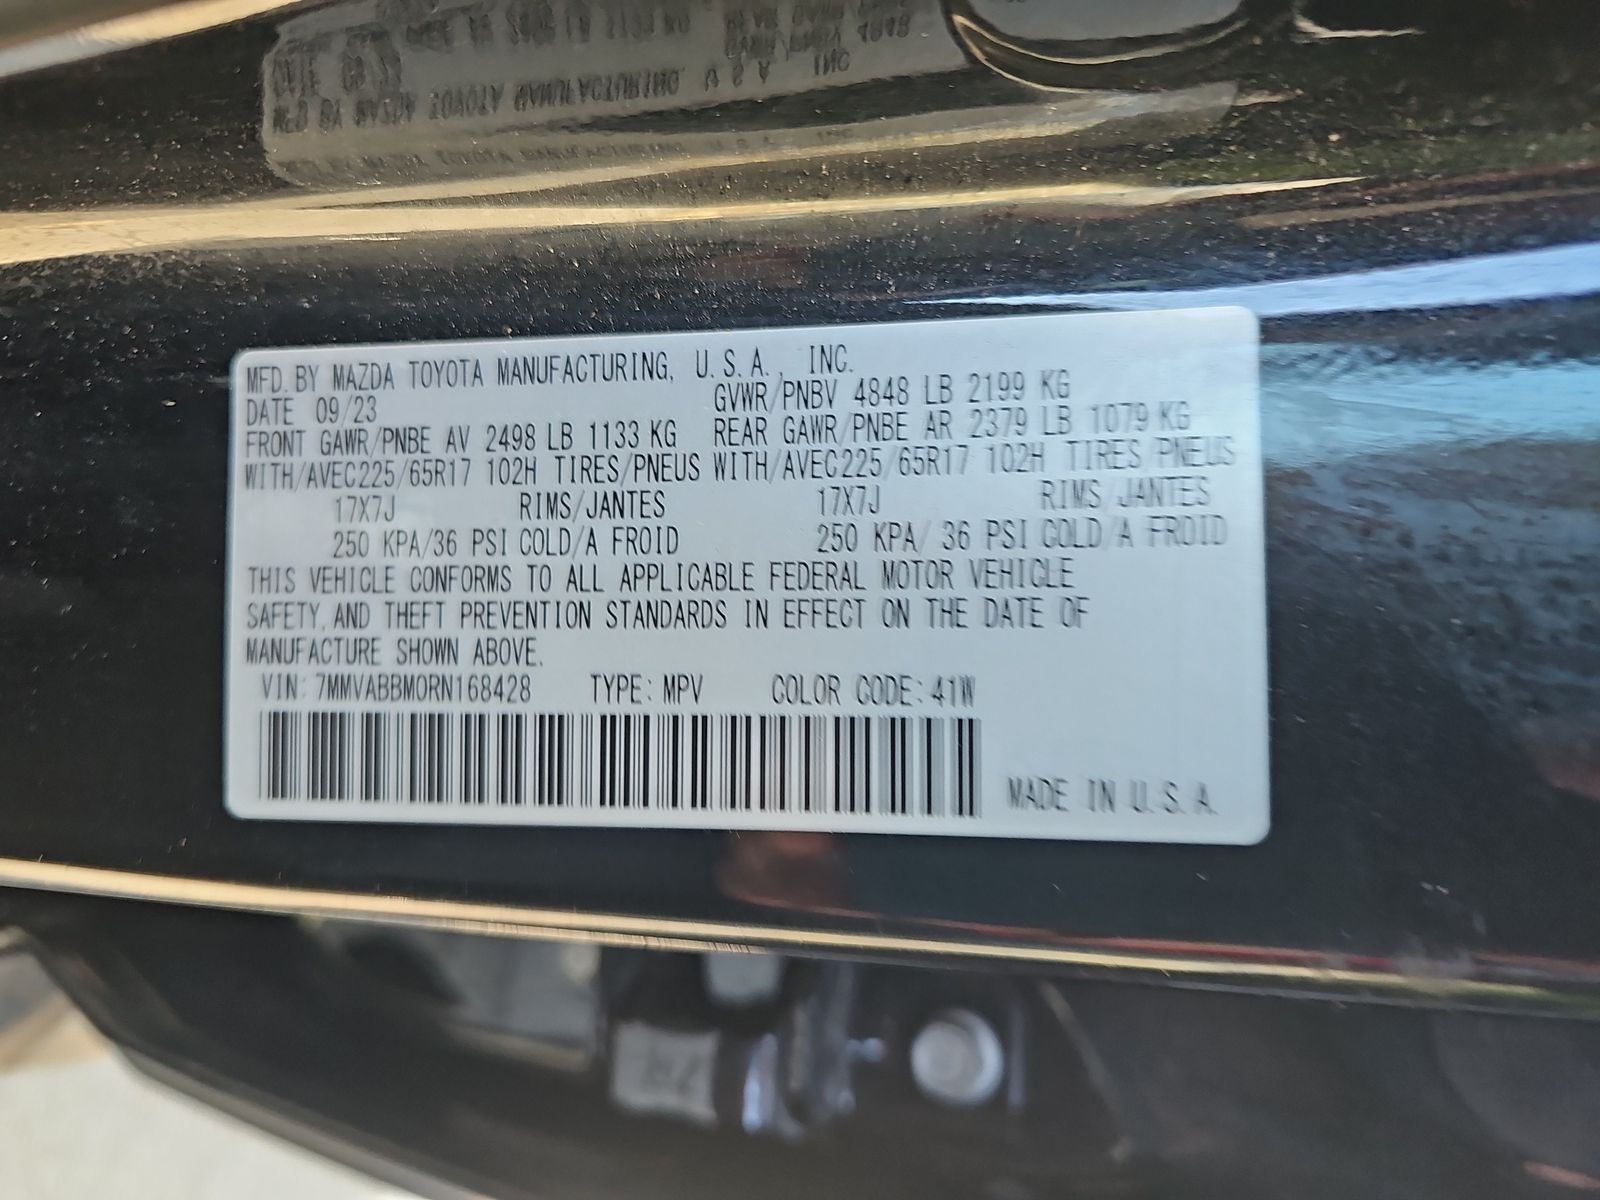 MFD. BY MAZDA TOYOTA MANUFACTURING, U.S.A., INC.
DATE 09/23 GVWR/PNBV 4848 LB 2199 KG
FRONT GAWR/PNBE AV 2498 LB 1133 KG REAR GAWR/PNBE AR 2379 LB 1079 KG
WITH/AVEC225/65R17 102H TIRES/PNEUS WITH/AVEC225/65R17 102H TIRES/PNEUS
17X7J RIMS/JANTES 17X7J RIMS/JANTES
250 KPA/36 PSI COLD/A FROID 250 KPA/ 36 PSI COLD/A FROID
THIS VEHICLE CONFORMS TO ALL APPLICABLE FEDERAL MOTOR VEHICLE
SAFETY, AND THEFT PREVENTION STANDARDS IN EFFECT ON THE DATE OF
MANUFACTURE SHOWN ABOVE.
VIN: 7MMVABBM0RN168428 TYPE: MPV COLOR CODE: 41W
MADE IN U.S.A.